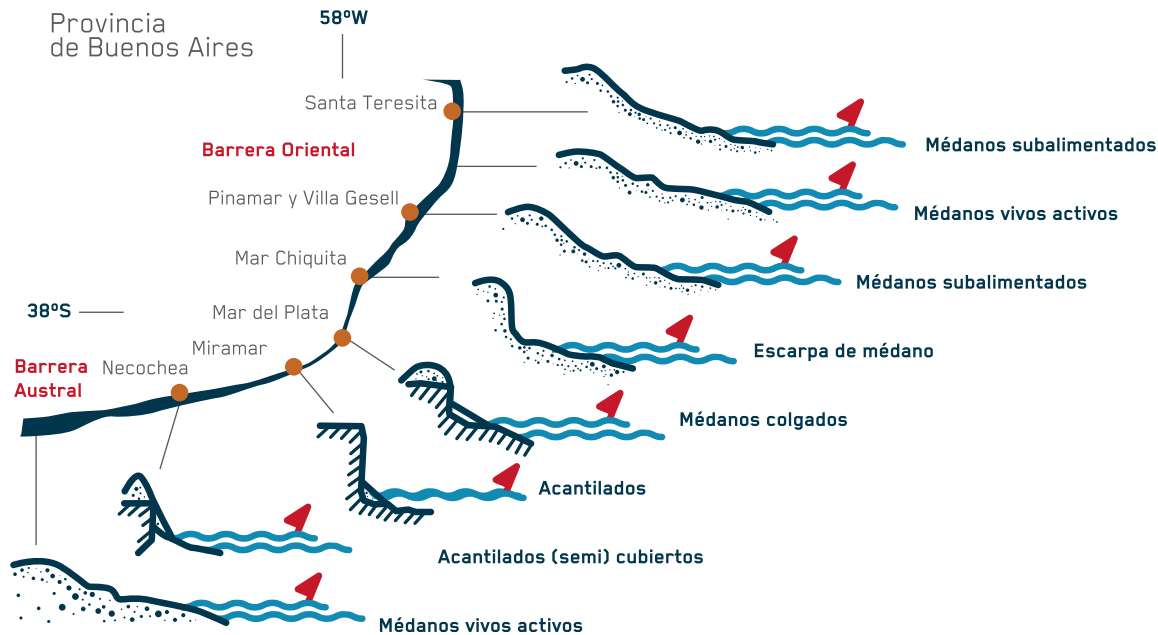 Provincia
de Buenos Aires
58ºW
Santa Teresita
Médanos subalimentados
Barrera Oriental
Pinamar y Villa Gesell
Médanos vivos activos
Mar Chiquita
Médanos subalimentados
38ºS
Mar del Plata
Miramar
Escarpa de médano
Barrera
Austral
Necochea
Médanos colgados
Acantilados
Acantilados (semi) cubiertos
Médanos vivos activos